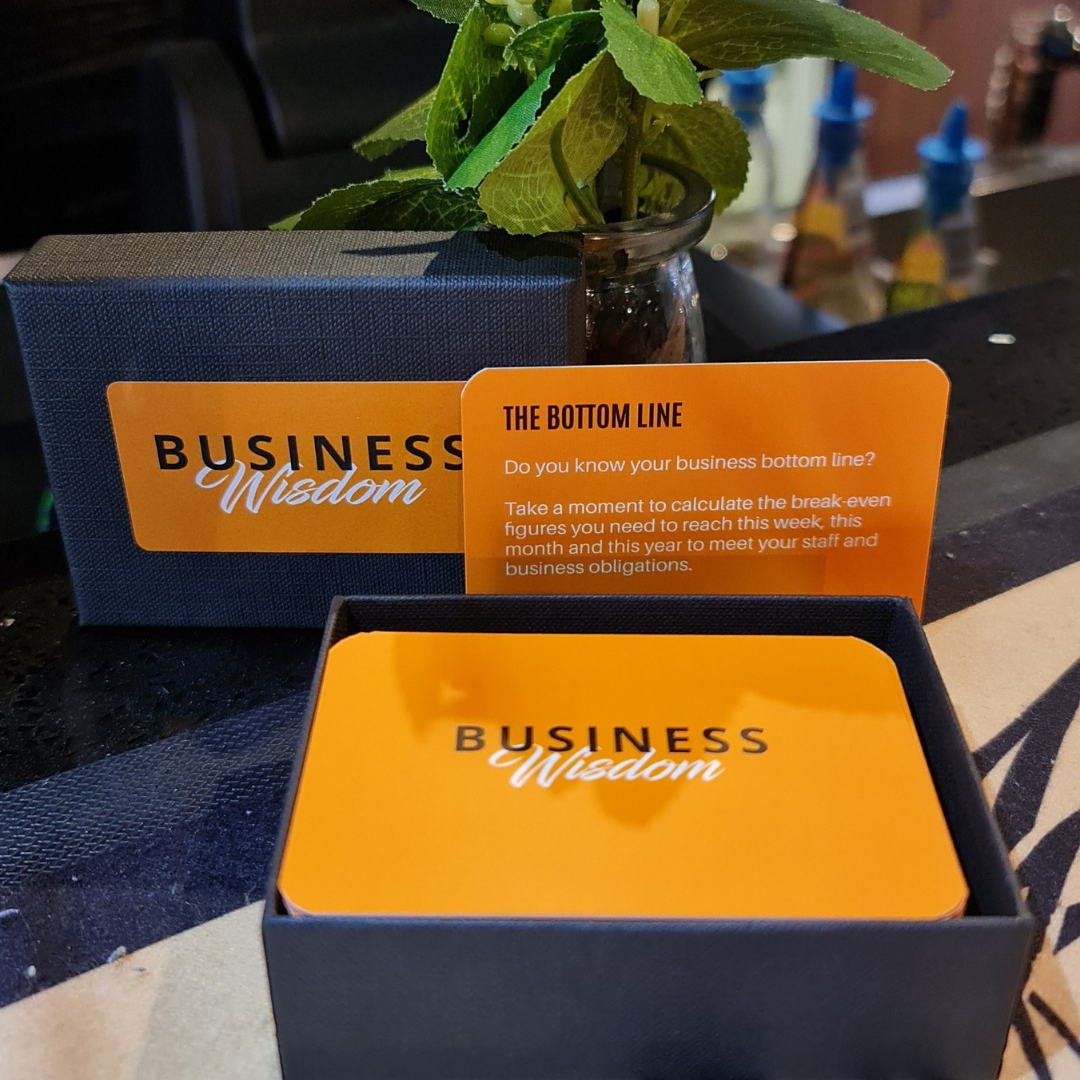 BUSINESS
Wisdom
THE BOTTOM LINE
Do you know your business bottom line?
Take a moment to calculate the break-even
figures you need to reach this week, this
month and this year to meet your staff and
business obligations.
BUSINESS
Wisdom